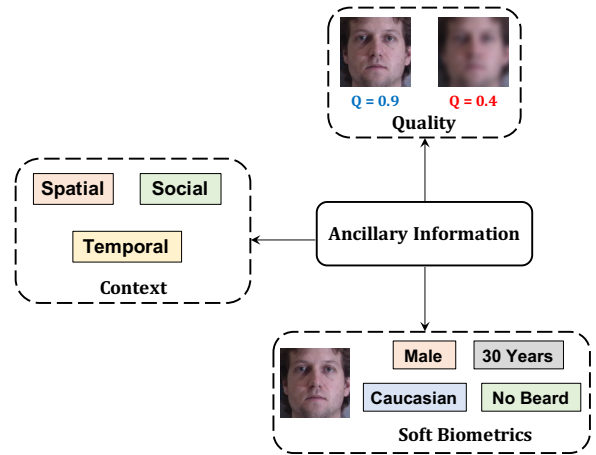 Q = 0.9 Q = 0.4
Quality
Spatial Social
Temporal
Context
Ancillary Information
Male 30 Years
Caucasian No Beard
Soft Biometrics